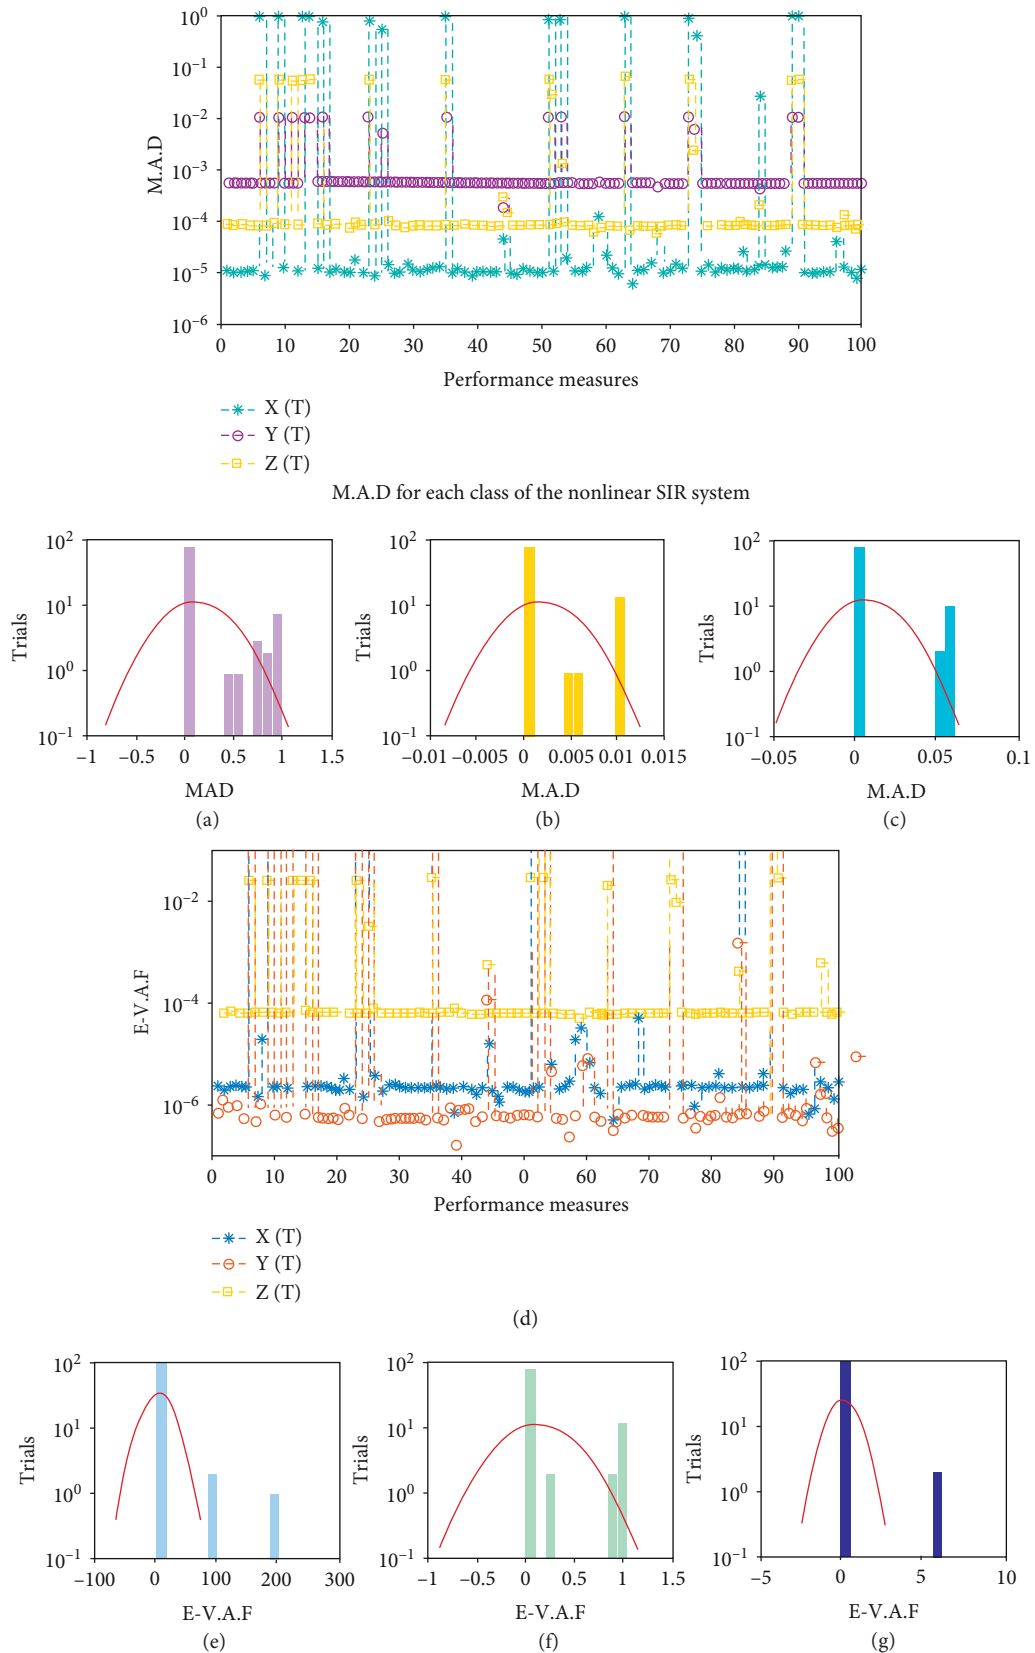 10^0
10^−1
10^−2
10^−3
10^−4
10^−5
10^−6
M.A.D
0 10 20 30 40 50 60 70 80 90 100
Performance measures
X (T)
Y (T)
Z (T)
M.A.D for each class of the nonlinear SIR system
10^2
10^1
10^0
10^−1
Trials
−1 −0.5 0 0.5 1 1.5
MAD
(a)
10^2
10^1
10^0
10^−1
Trials
−0.01 −0.005 0 0.005 0.01 0.015
M.A.D
(b)
10^2
10^1
10^0
10^−1
Trials
−0.05 0 0.05 0.1
M.A.D
(c)
10^−2
10^−4
10^−6
E-V.A.F
0 10 20 30 40 0 60 70 80 90 100
Performance measures
X (T)
Y (T)
Z (T)
(d)
10^2
10^1
10^0
10^−1
Trials
−100 0 100 200 300
E-V.A.F
(e)
10^2
10^1
10^0
10^−1
Trials
−1 −0.5 0 0.5 1 1.5
E-V.A.F
(f)
10^2
10^1
10^0
10^−1
Trials
−5 0 5 10
E-V.A.F
(g)